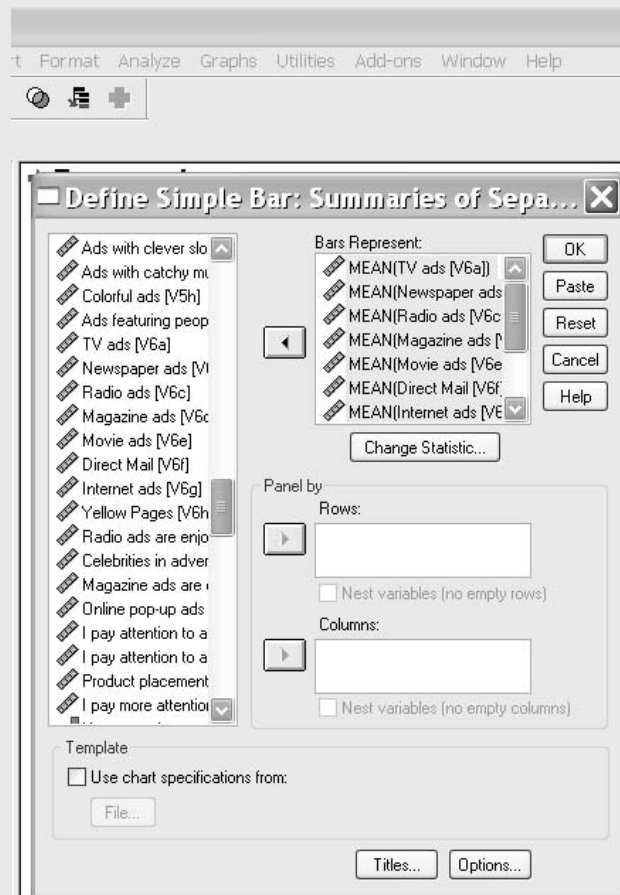 rt Format Analyze Graphs Utilities Add-ons Window Help
Define Simple Bar: Summaries of Sepa...
Ads with clever slo
Ads with catchy mu
Colorful ads [V5h]
Ads featuring peop
TV ads [V6a]
Newspaper ads [V
Radio ads [V6c]
Magazine ads [V6d
Movie ads [V6e]
Direct Mail [V6f]
Internet ads [V6g]
Yellow Pages [V6h
Radio ads are enjo
Celebrities in adver
Magazine ads are
Online pop-up ads
I pay attention to a
I pay attention to a
Product placement
I pay more attention
Bars Represent:
MEAN(TV ads [V6a])
MEAN(Newspaper ads
MEAN(Radio ads [V6c
MEAN(Magazine ads [
MEAN(Movie ads [V6e
MEAN(Direct Mail [V6f
MEAN(Internet ads [V6
Change Statistic...
OK
Paste
Reset
Cancel
Help
Panel by
Rows:
Nest variables (no empty rows)
Columns:
Nest variables (no empty columns)
Template
Use chart specifications from:
File...
Titles... Options...